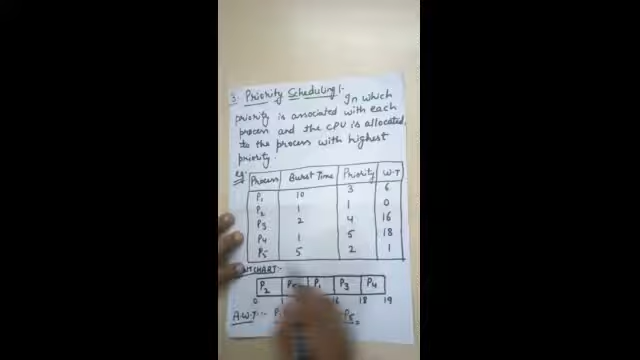 3. Priority Scheduling :- In which
priority is associated with each
process and the CPU is allocated
to the process with highest
priority.
eg:-
Process Burst Time Priority W.T
P1 10 3 6
P2 1 1 0
P3 2 4 16
P4 1 5 18
P5 5 2 1
CHART:-
P2 P5 P1 P3 P4
0 1 16 18 19
A.W.T:- P5